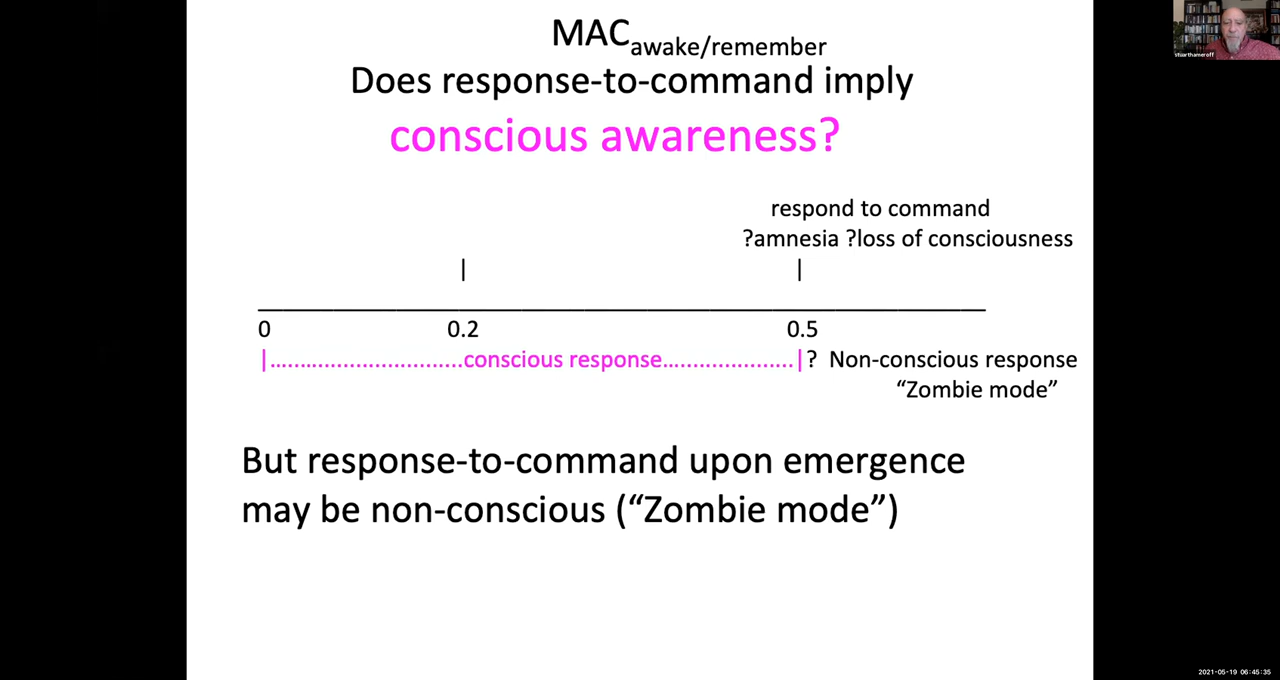 MACawake/remember
Does response-to-command imply
conscious awareness?
respond to command
?amnesia ?loss of consciousness
0 0.2 0.5
|.................................conscious response.........................|? Non-conscious response
“Zombie mode”
But response-to-command upon emergence
may be non-conscious (“Zombie mode”)
stuarthameroff
2021-05-19 06:45:35